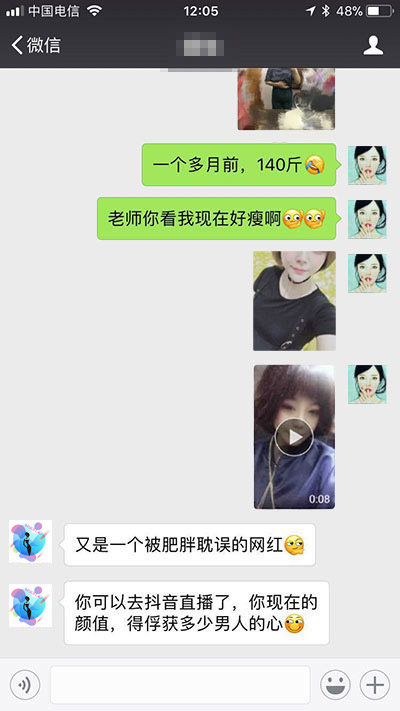 中国电信
12:05
48%
微信
一个多月前，140斤
老师你看我现在好瘦啊
0:08
又是一个被肥胖耽误的网红
你可以去抖音直播了，你现在的
颜值，得俘获多少男人的心